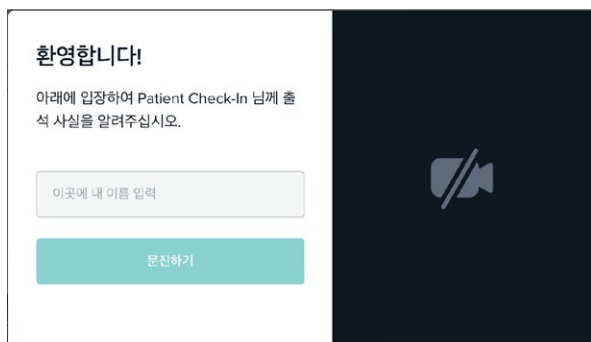 환영합니다!
아래에 입장하여 Patient Check-In 님께 출
석 사실을 알려주십시오.
이곳에 내 이름 입력
문진하기